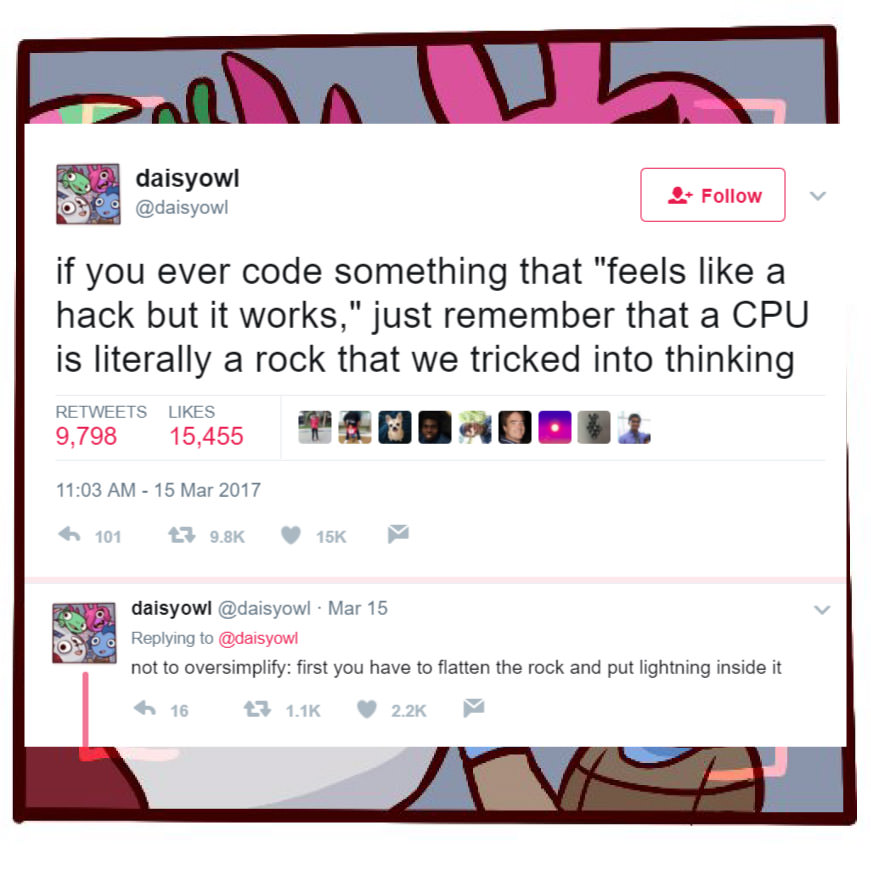 daisyowl
@daisyowl
Follow
if you ever code something that "feels like a
hack but it works," just remember that a CPU
is literally a rock that we tricked into thinking
RETWEETS LIKES
9,798 15,455
11:03 AM - 15 Mar 2017
101 9.8K 15K
daisyowl @daisyowl · Mar 15
Replying to @daisyowl
not to oversimplify: first you have to flatten the rock and put lightning inside it
16 1.1K 2.2K